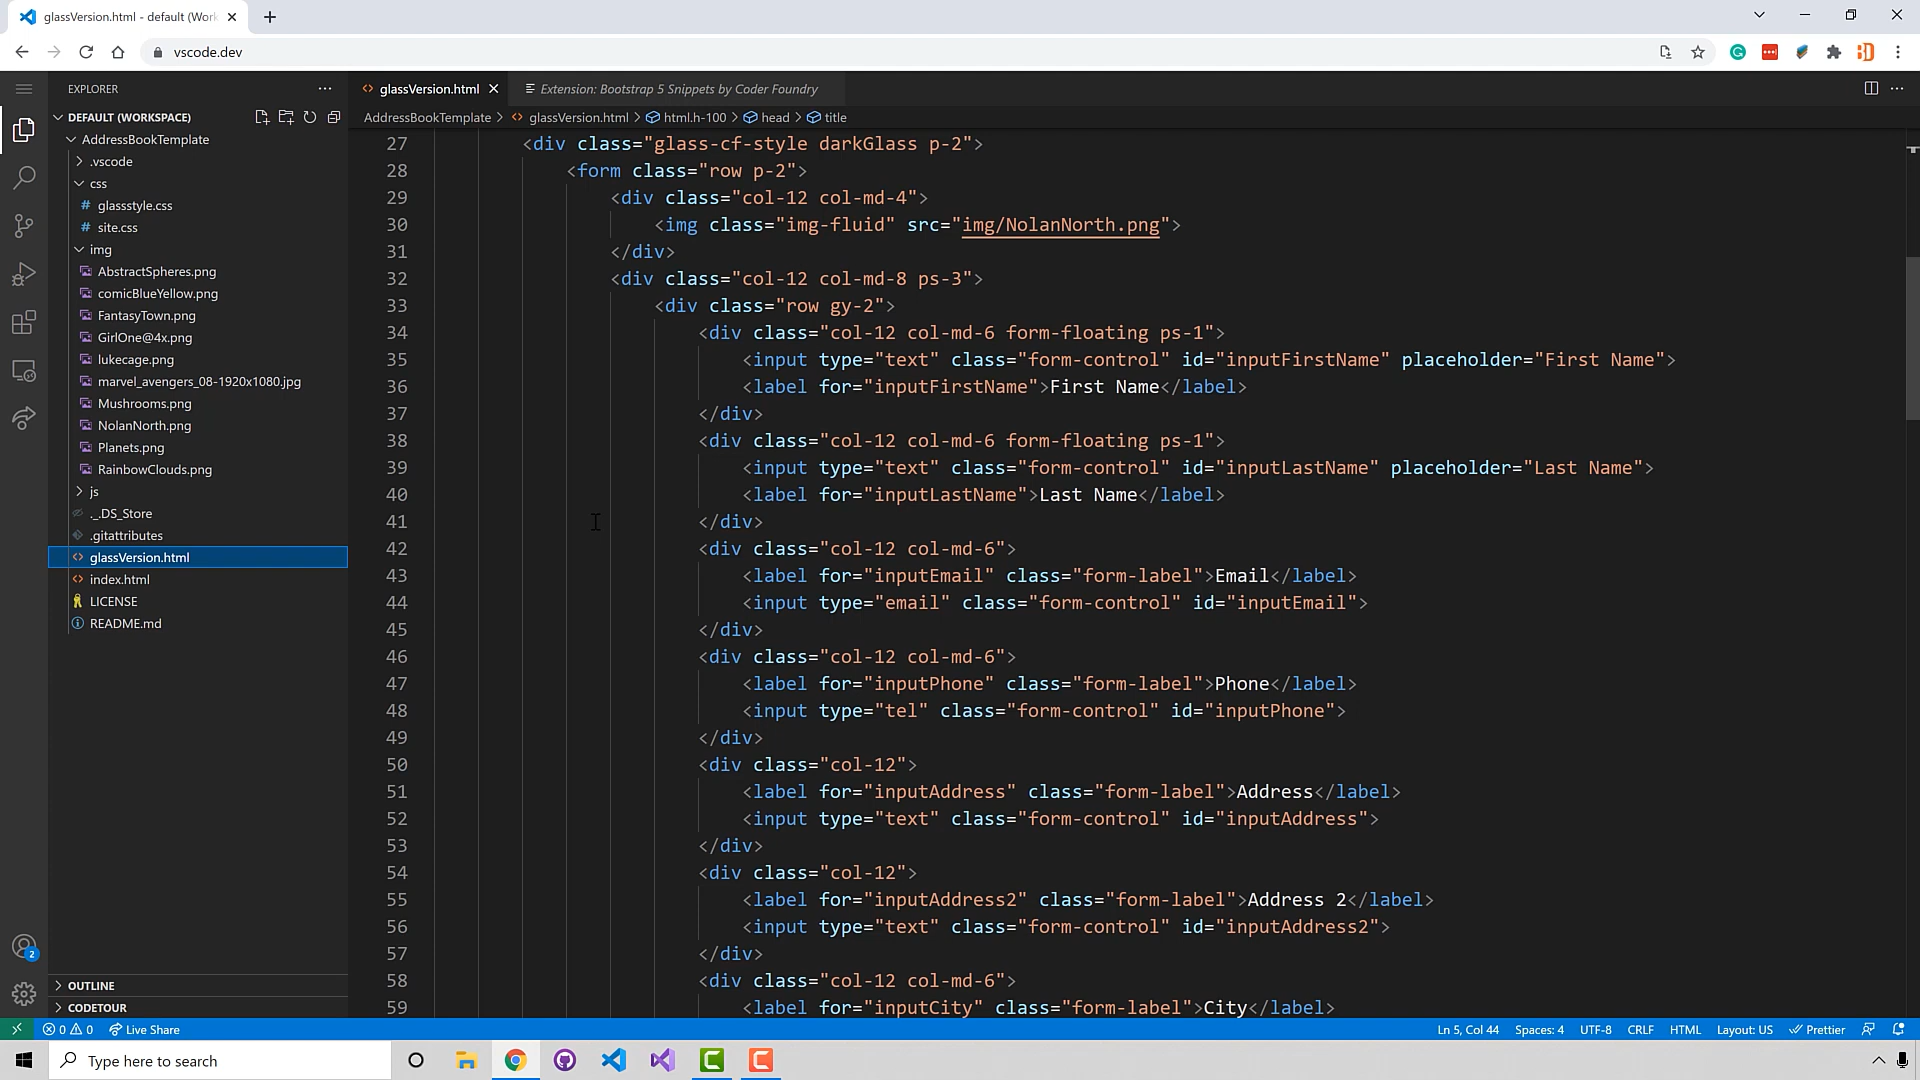 glassVersion.html - default (Work
vscode.dev
EXPLORER
glassVersion.html
Extension: Bootstrap 5 Snippets by Coder Foundry
DEFAULT (WORKSPACE)
AddressBookTemplate > glassVersion.html > html.h-100 > head > title
AddressBookTemplate
.vscode
css
glassstyle.css
site.css
img
AbstractSpheres.png
comicBlueYellow.png
FantasyTown.png
GirlOne@4x.png
lukecage.png
marvel_avengers_08-1920x1080.jpg
Mushrooms.png
NolanNorth.png
Planets.png
RainbowClouds.png
js
._.DS_Store
.gitattributes
glassVersion.html
index.html
LICENSE
README.md
OUTLINE
CODETOUR
2
27 <div class="glass-cf-style darkGlass p-2">
28 <form class="row p-2">
29 <div class="col-12 col-md-4">
30 <img class="img-fluid" src="img/NolanNorth.png">
31 </div>
32 <div class="col-12 col-md-8 ps-3">
33 <div class="row gy-2">
34 <div class="col-12 col-md-6 form-floating ps-1">
35 <input type="text" class="form-control" id="inputFirstName" placeholder="First Name">
36 <label for="inputFirstName">First Name</label>
37 </div>
38 <div class="col-12 col-md-6 form-floating ps-1">
39 <input type="text" class="form-control" id="inputLastName" placeholder="Last Name">
40 <label for="inputLastName">Last Name</label>
41 </div>
42 <div class="col-12 col-md-6">
43 <label for="inputEmail" class="form-label">Email</label>
44 <input type="email" class="form-control" id="inputEmail">
45 </div>
46 <div class="col-12 col-md-6">
47 <label for="inputPhone" class="form-label">Phone</label>
48 <input type="tel" class="form-control" id="inputPhone">
49 </div>
50 <div class="col-12">
51 <label for="inputAddress" class="form-label">Address</label>
52 <input type="text" class="form-control" id="inputAddress">
53 </div>
54 <div class="col-12">
55 <label for="inputAddress2" class="form-label">Address 2</label>
56 <input type="text" class="form-control" id="inputAddress2">
57 </div>
58 <div class="col-12 col-md-6">
59 <label for="inputCity" class="form-label">City</label>
0 0 Live Share
Ln 5, Col 44 Spaces: 4 UTF-8 CRLF HTML Layout: US Prettier
Type here to search